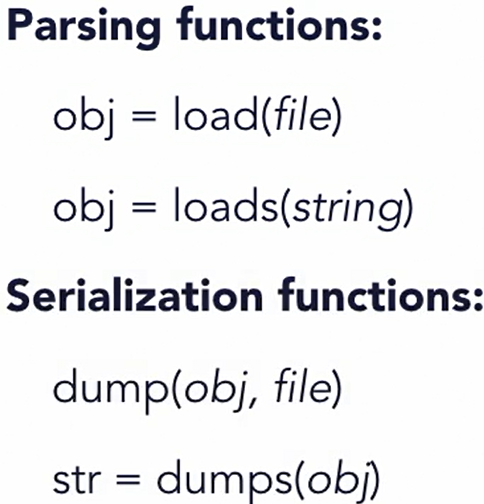 Parsing functions:
obj = load(file)
obj = loads(string)
Serialization functions:
dump(obj, file)
str = dumps(obj)